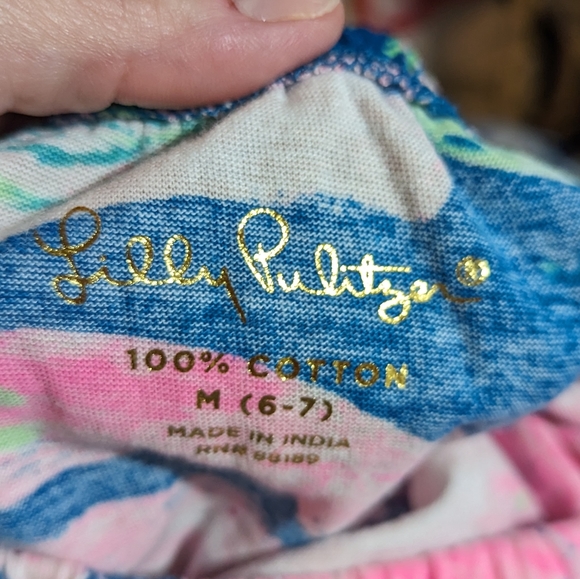 Lilly Pulitzer®
100% COTTON
M (6-7)
MADE IN INDIA